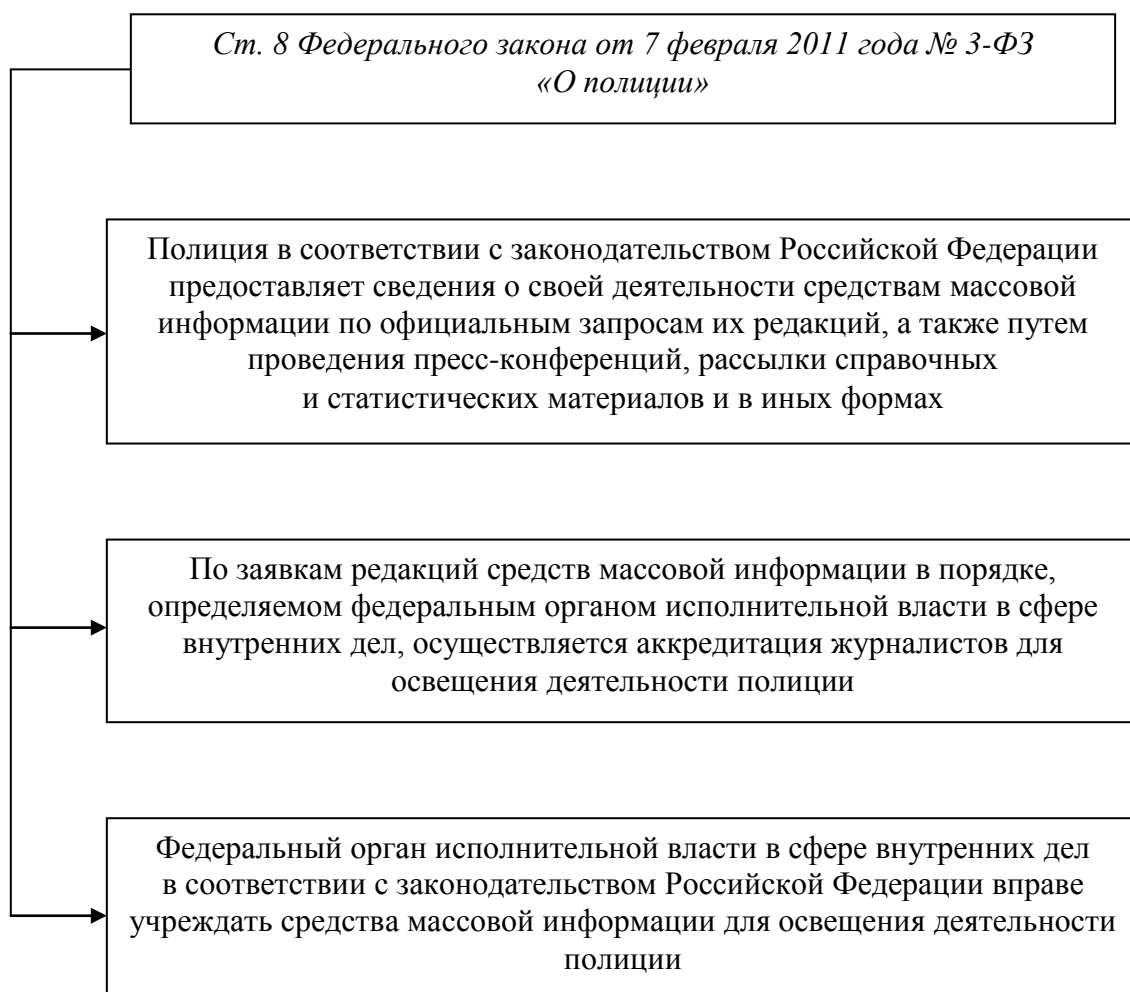 Ст. 8 Федерального закона от 7 февраля 2011 года № 3-ФЗ
«О полиции»
Полиция в соответствии с законодательством Российской Федерации
предоставляет сведения о своей деятельности средствам массовой
информации по официальным запросам их редакций, а также путем
проведения пресс-конференций, рассылки справочных
и статистических материалов и в иных формах
По заявкам редакций средств массовой информации в порядке,
определяемом федеральным органом исполнительной власти в сфере
внутренних дел, осуществляется аккредитация журналистов для
освещения деятельности полиции
Федеральный орган исполнительной власти в сфере внутренних дел
в соответствии с законодательством Российской Федерации вправе
учреждать средства массовой информации для освещения деятельности
полиции